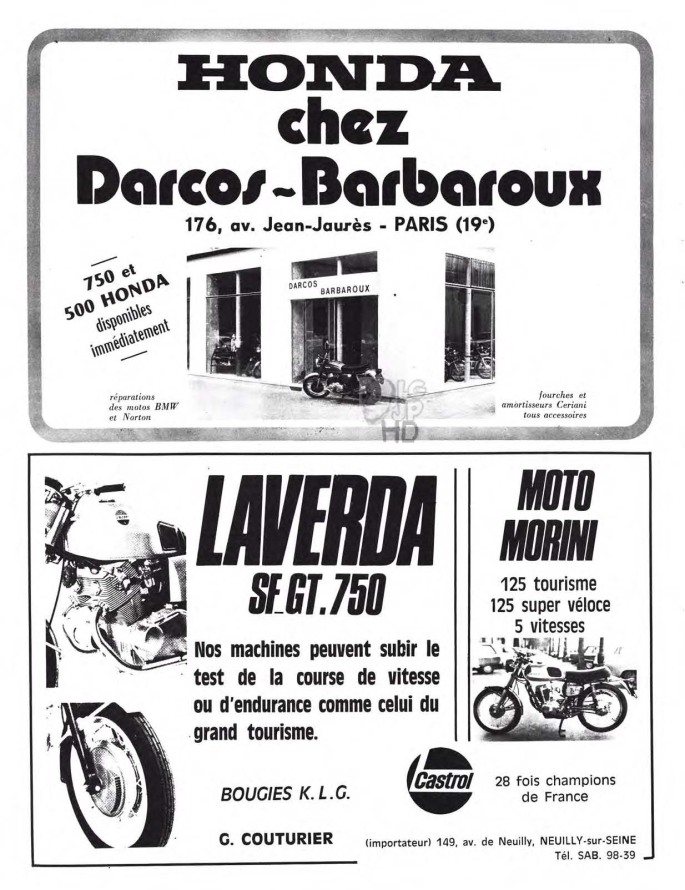 HONDA
chez
Darcos~Barbaroux
176, av. Jean-Jaurès - PARIS (19e)
750 et
500 HONDA
disponibles
immédiatement
DARCOS
BARBAROUX
réparations
des motos BMW
et Norton
fourches et
amortisseurs Ceriani
tous accessoires
LAVERDA
SF_GT.750
Nos machines peuvent subir le
test de la course de vitesse
ou d'endurance comme celui du
grand tourisme.
BOUGIES K.L.G.
G. COUTURIER
MOTO
MORINI
125 tourisme
125 super véloce
5 vitesses
Castrol
28 fois champions
de France
(importateur) 149, av. de Neuilly, NEUILLY-sur-SEINE
Tél. SAB. 98-39